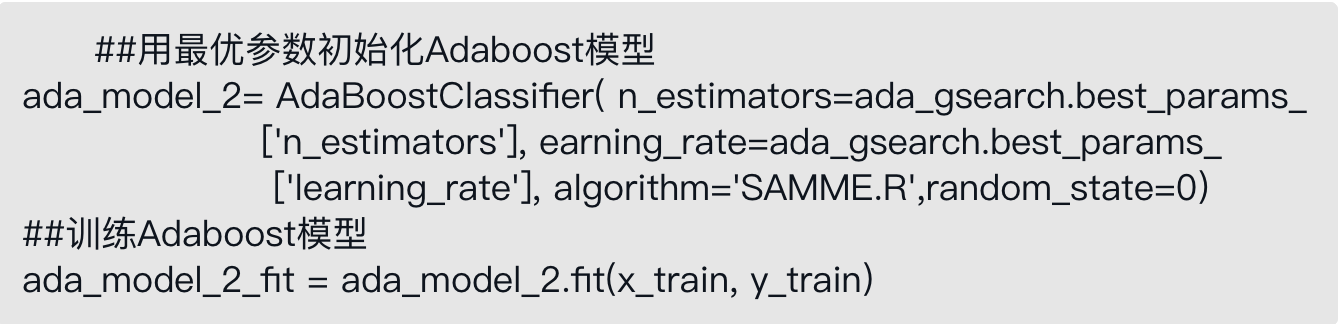 ##用最优参数初始化Adaboost模型
ada_model_2= AdaBoostClassifier( n_estimators=ada_gsearch.best_params_
['n_estimators'], earning_rate=ada_gsearch.best_params_
['learning_rate'], algorithm='SAMME.R',random_state=0)
##训练Adaboost模型
ada_model_2_fit = ada_model_2.fit(x_train, y_train)